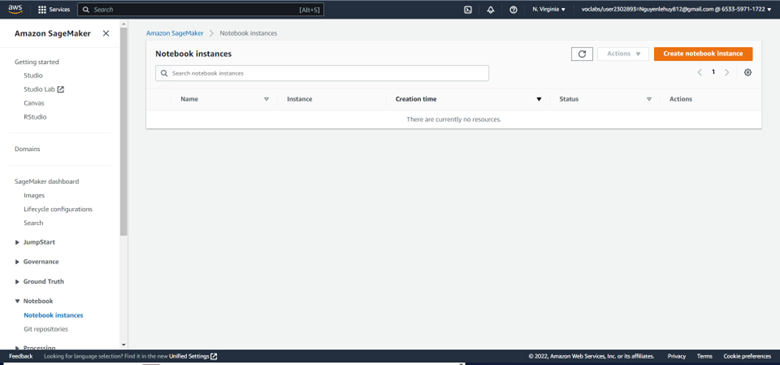 aws Services Search [Alt+S] N. Virginia voclabs/user2302893=Nguyenlehuy812@gmail.com @ 6533-5971-1722
Amazon SageMaker
Getting started
Studio
Studio Lab
Canvas
RStudio
Domains
SageMaker dashboard
Images
Lifecycle configurations
Search
JumpStart
Governance
Ground Truth
Notebook
Notebook instances
Git repositories
Processing
Amazon SageMaker > Notebook instances
Notebook instances
Actions
Create notebook instance
Search notebook instances
1
Name Instance Creation time Status Actions
There are currently no resources.
Feedback Looking for language selection? Find it in the new Unified Settings © 2022, Amazon Web Services, Inc. or its affiliates. Privacy Terms Cookie preferences